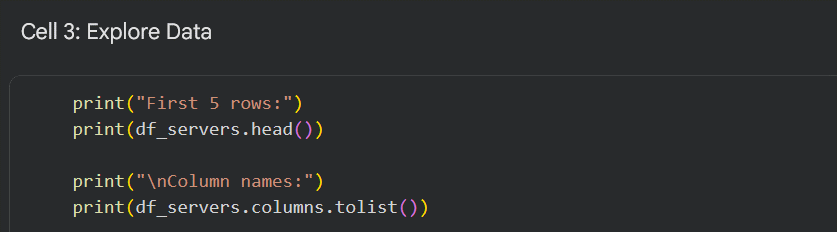 Cell 3: Explore Data
print("First 5 rows:")
print(df_servers.head())
print("\nColumn names:")
print(df_servers.columns.tolist())